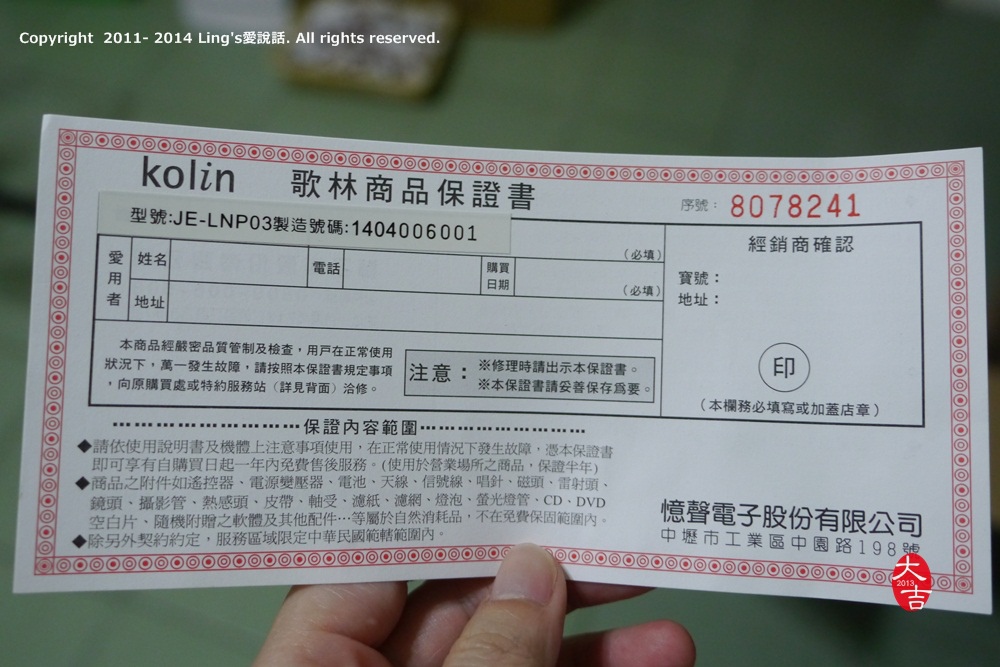 Copyright 2011- 2014 Ling's愛說話. All rights reserved.
kolin 歌林商品保證書
序號: 8078241
型號:JE-LNP03製造號碼:1404006001
(必填)
愛用者
姓名
電話
購買日期
(必填)
地址
經銷商確認
寶號：
地址：
印
(本欄務必填寫或加蓋店章)
本商品經嚴密品質管制及檢查，用戶在正常使用
狀況下，萬一發生故障，請按照本保證書規定事項
，向原購買處或特約服務站（詳見背面）洽修。
注意：
※修理時請出示本保證書。
※本保證書請妥善保存爲要。
保證內容範圍
◆請依使用說明書及機體上注意事項使用，在正常使用情況下發生故障，憑本保證書
即可享有自購買日起一年內免費售後服務。(使用於營業場所之商品，保證半年)
◆商品之附件如遙控器、電源變壓器、電池、天線、信號線、唱針、磁頭、雷射頭、
鏡頭、攝影管、熱感頭、皮帶、軸受、濾紙、濾網、燈泡、螢光燈管、CD、DVD
空白片、隨機附贈之軟體及其他配件…等屬於自然消耗品，不在免費保固範圍內。
◆除另外契約約定，服務區域限定中華民國範轄範圍內。
憶聲電子股份有限公司
中壢市工業區中園路198號
大吉
2013